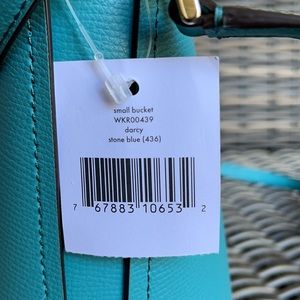 small bucket
WKR00439
darcy
stone blue (436)
7 67883 10653 2